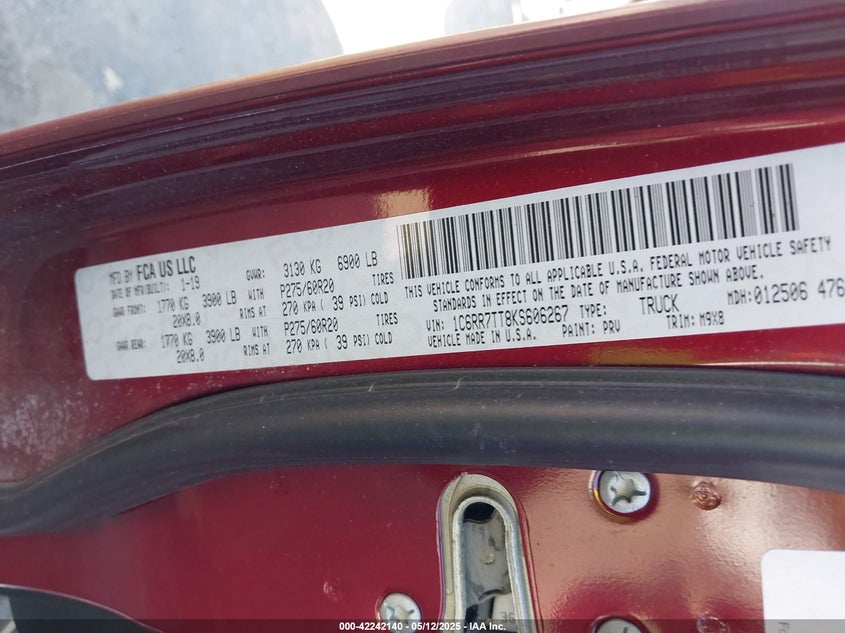 MFD BY FCA US LLC
DATE OF MFR(BUILT): 1-19 GVWR: 3130 KG 6900 LB
GAWR FRONT: 1770 KG 3900 LB WITH P275/60R20 TIRES
20X8.0 RIMS AT 270 KPA ( 39 PSI) COLD
GAWR REAR: 1770 KG 3900 LB WITH P275/60R20 TIRES
20X8.0 RIMS AT 270 KPA ( 39 PSI) COLD
THIS VEHICLE CONFORMS TO ALL APPLICABLE U.S.A. FEDERAL MOTOR VEHICLE SAFETY
STANDARDS IN EFFECT ON THE DATE OF MANUFACTURE SHOWN ABOVE.
VIN: 1C6RR7TT8KS606267 TYPE: TRUCK MDH: 012506 476
VEHICLE MADE IN U.S.A. PAINT: PRV TRIM: M9X8
000-42242140 - 05/12/2025 - IAA Inc.